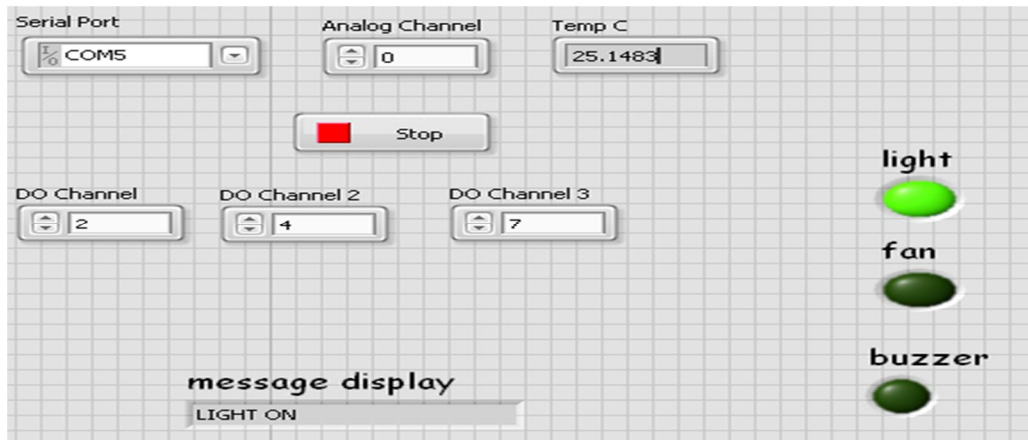 Serial Port
Analog Channel
Temp C
I/O COM5
0
25.1483
Stop
light
DO Channel
DO Channel 2
DO Channel 3
2
4
7
fan
buzzer
message display
LIGHT ON